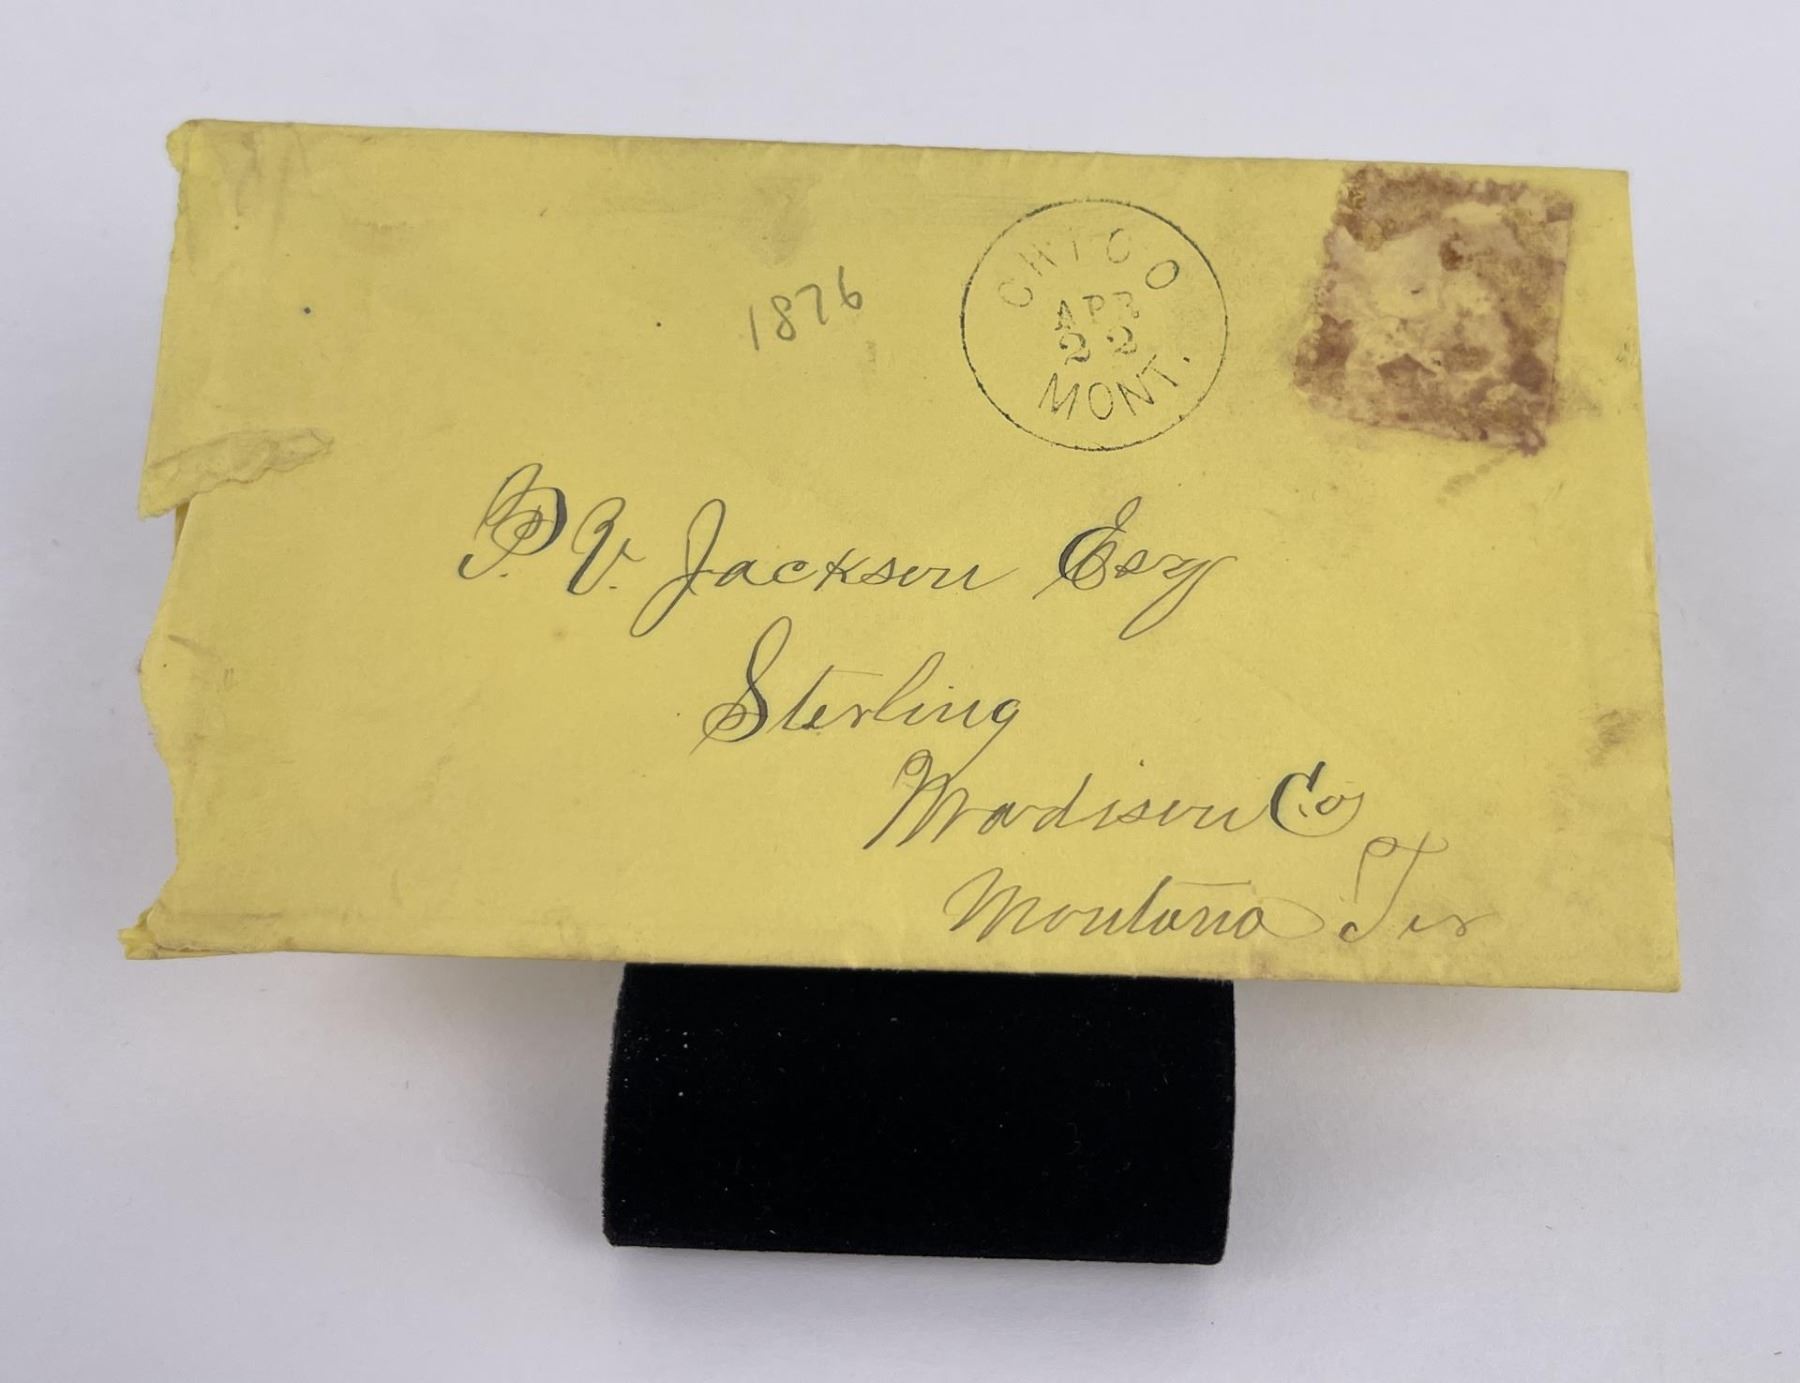 CHICO
APR
22
MONT.
1876
P. V. Jackson Esq
Sterling
Madison Co
Montana Ter